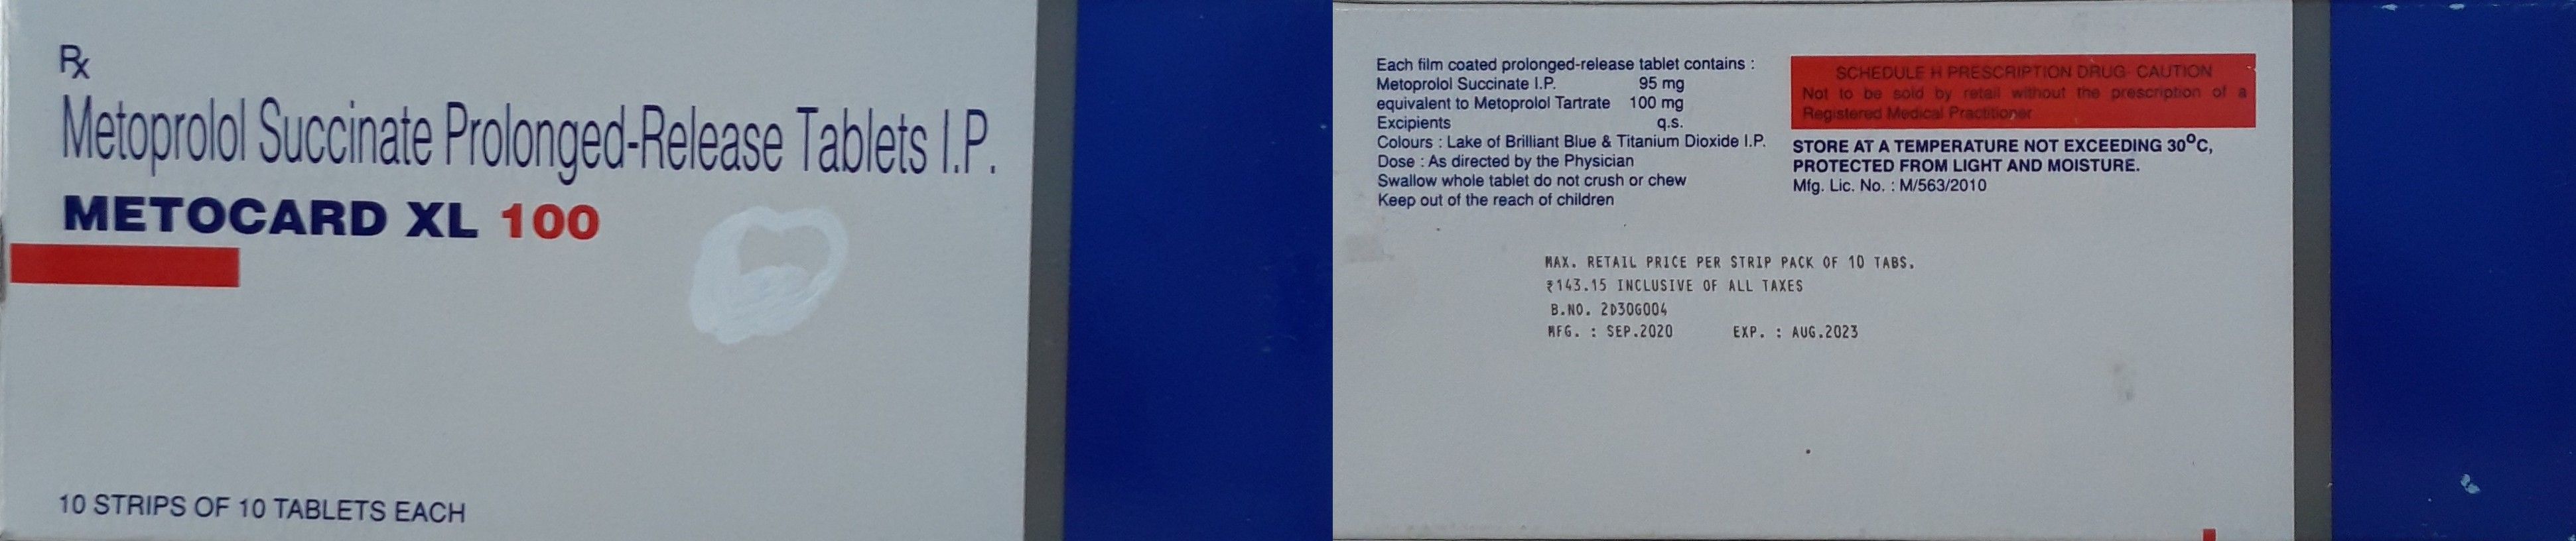 Rx
Metoprolol Succinate Prolonged-Release Tablets I.P.
METOCARD XL 100
10 STRIPS OF 10 TABLETS EACH
Each film coated prolonged-release tablet contains :
Metoprolol Succinate I.P. 95 mg
equivalent to Metoprolol Tartrate 100 mg
Excipients q.s.
Colours : Lake of Brilliant Blue & Titanium Dioxide I.P.
Dose : As directed by the Physician
Swallow whole tablet do not crush or chew
Keep out of the reach of children
SCHEDULE H PRESCRIPTION DRUG- CAUTION
Not to be sold by retail without the prescription of a
Registered Medical Practitioner
STORE AT A TEMPERATURE NOT EXCEEDING 30°C,
PROTECTED FROM LIGHT AND MOISTURE.
Mfg. Lic. No. : M/563/2010
MAX. RETAIL PRICE PER STRIP PACK OF 10 TABS.
₹143.15 INCLUSIVE OF ALL TAXES
B.NO. 2D30G004
MFG. : SEP.2020 EXP. : AUG.2023